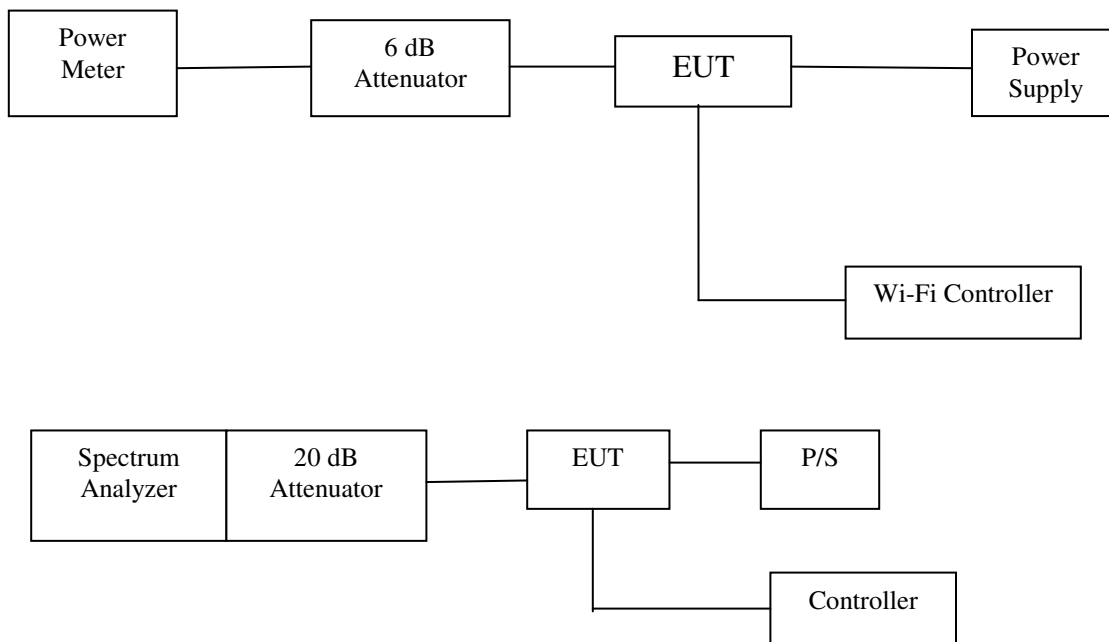 Power
Meter
6 dB
Attenuator
EUT
Power
Supply
Wi-Fi Controller
Spectrum
Analyzer
20 dB
Attenuator
EUT
P/S
Controller